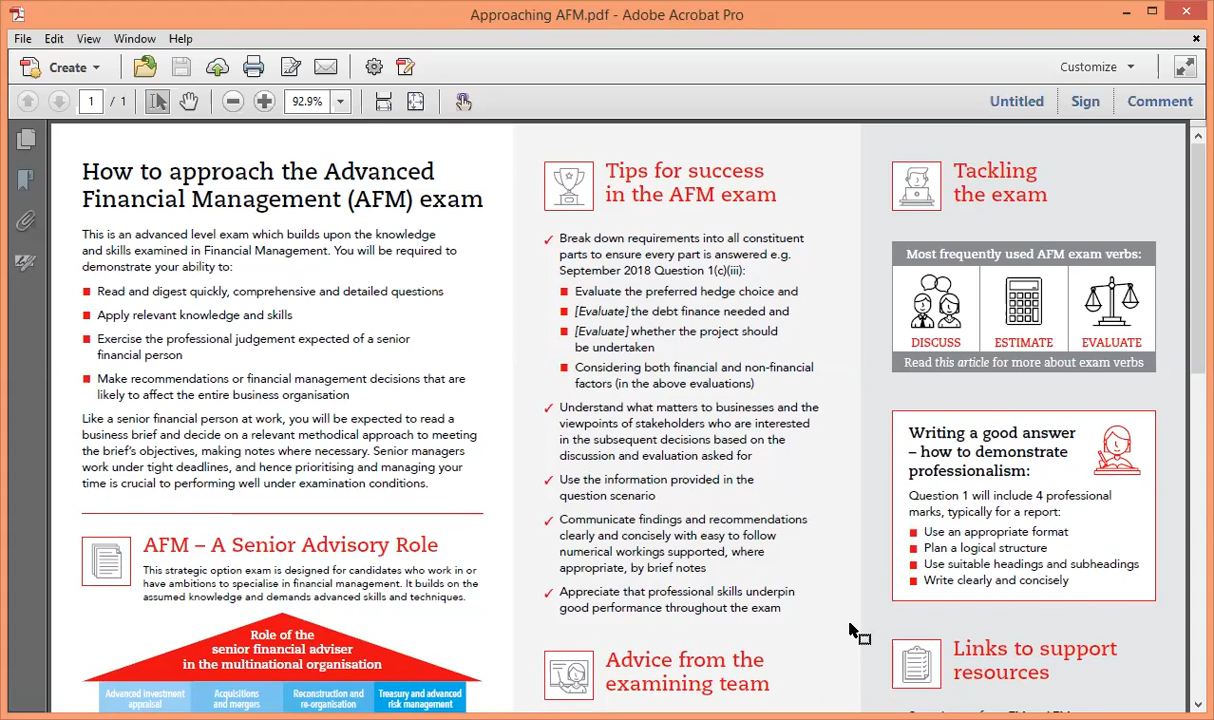 Approaching AFM.pdf - Adobe Acrobat Pro
File Edit View Window Help
Create
Customize
1 / 1
92.9%
Untitled
Sign
Comment
How to approach the Advanced
Financial Management (AFM) exam
This is an advanced level exam which builds upon the knowledge
and skills examined in Financial Management. You will be required to
demonstrate your ability to:
Read and digest quickly, comprehensive and detailed questions
Apply relevant knowledge and skills
Exercise the professional judgement expected of a senior
financial person
Make recommendations or financial management decisions that are
likely to affect the entire business organisation
Like a senior financial person at work, you will be expected to read a
business brief and decide on a relevant methodical approach to meeting
the brief's objectives, making notes where necessary. Senior managers
work under tight deadlines, and hence prioritising and managing your
time is crucial to performing well under examination conditions.
AFM – A Senior Advisory Role
This strategic option exam is designed for candidates who work in or
have ambitions to specialise in financial management. It builds on the
assumed knowledge and demands advanced skills and techniques.
Role of the
senior financial adviser
in the multinational organisation
Advanced investment
appraisal
Acquisitions
and mergers
Reconstruction and
re-organisation
Treasury and advanced
risk management
Tips for success
in the AFM exam
Break down requirements into all constituent
parts to ensure every part is answered e.g.
September 2018 Question 1(c)(iii):
Evaluate the preferred hedge choice and
[Evaluate] the debt finance needed and
[Evaluate] whether the project should
be undertaken
Considering both financial and non-financial
factors (in the above evaluations)
Understand what matters to businesses and the
viewpoints of stakeholders who are interested
in the subsequent decisions based on the
discussion and evaluation asked for
Use the information provided in the
question scenario
Communicate findings and recommendations
clearly and concisely with easy to follow
numerical workings supported, where
appropriate, by brief notes
Appreciate that professional skills underpin
good performance throughout the exam
Advice from the
examining team
Tackling
the exam
Most frequently used AFM exam verbs:
DISCUSS
ESTIMATE
EVALUATE
Read this article for more about exam verbs
Writing a good answer
– how to demonstrate
professionalism:
Question 1 will include 4 professional
marks, typically for a report:
Use an appropriate format
Plan a logical structure
Use suitable headings and subheadings
Write clearly and concisely
Links to support
resources